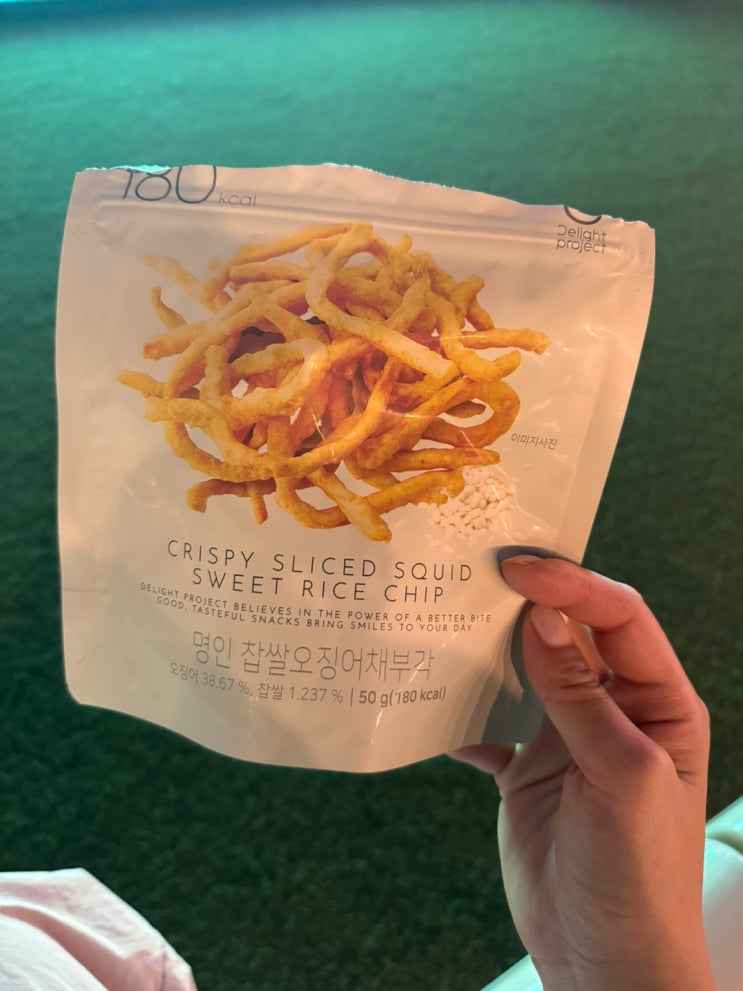 180 kcal
Delight
project
이미지사진
CRISPY SLICED SQUID
SWEET RICE CHIP
DELIGHT PROJECT BELIEVES IN THE POWER OF A BETTER BITE
GOOD, TASTEFUL SNACKS BRING SMILES TO YOUR DAY
명인 찹쌀오징어채부각
오징어 38.67 %, 찹쌀 1.237 % | 50 g(180 kcal)